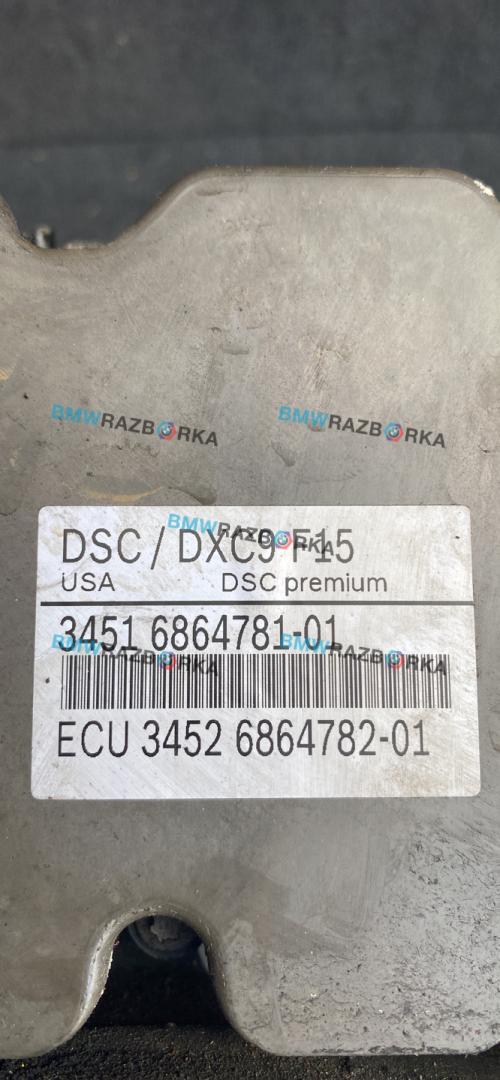 BMWRAZBORKA BMWRAZBORKA
BMWRAZBORKA
DSC / DXC9 F15
USA DSC premium
3451 6864781-01
BMWRAZBORKA BMWRAZBORKA
ECU 3452 6864782-01